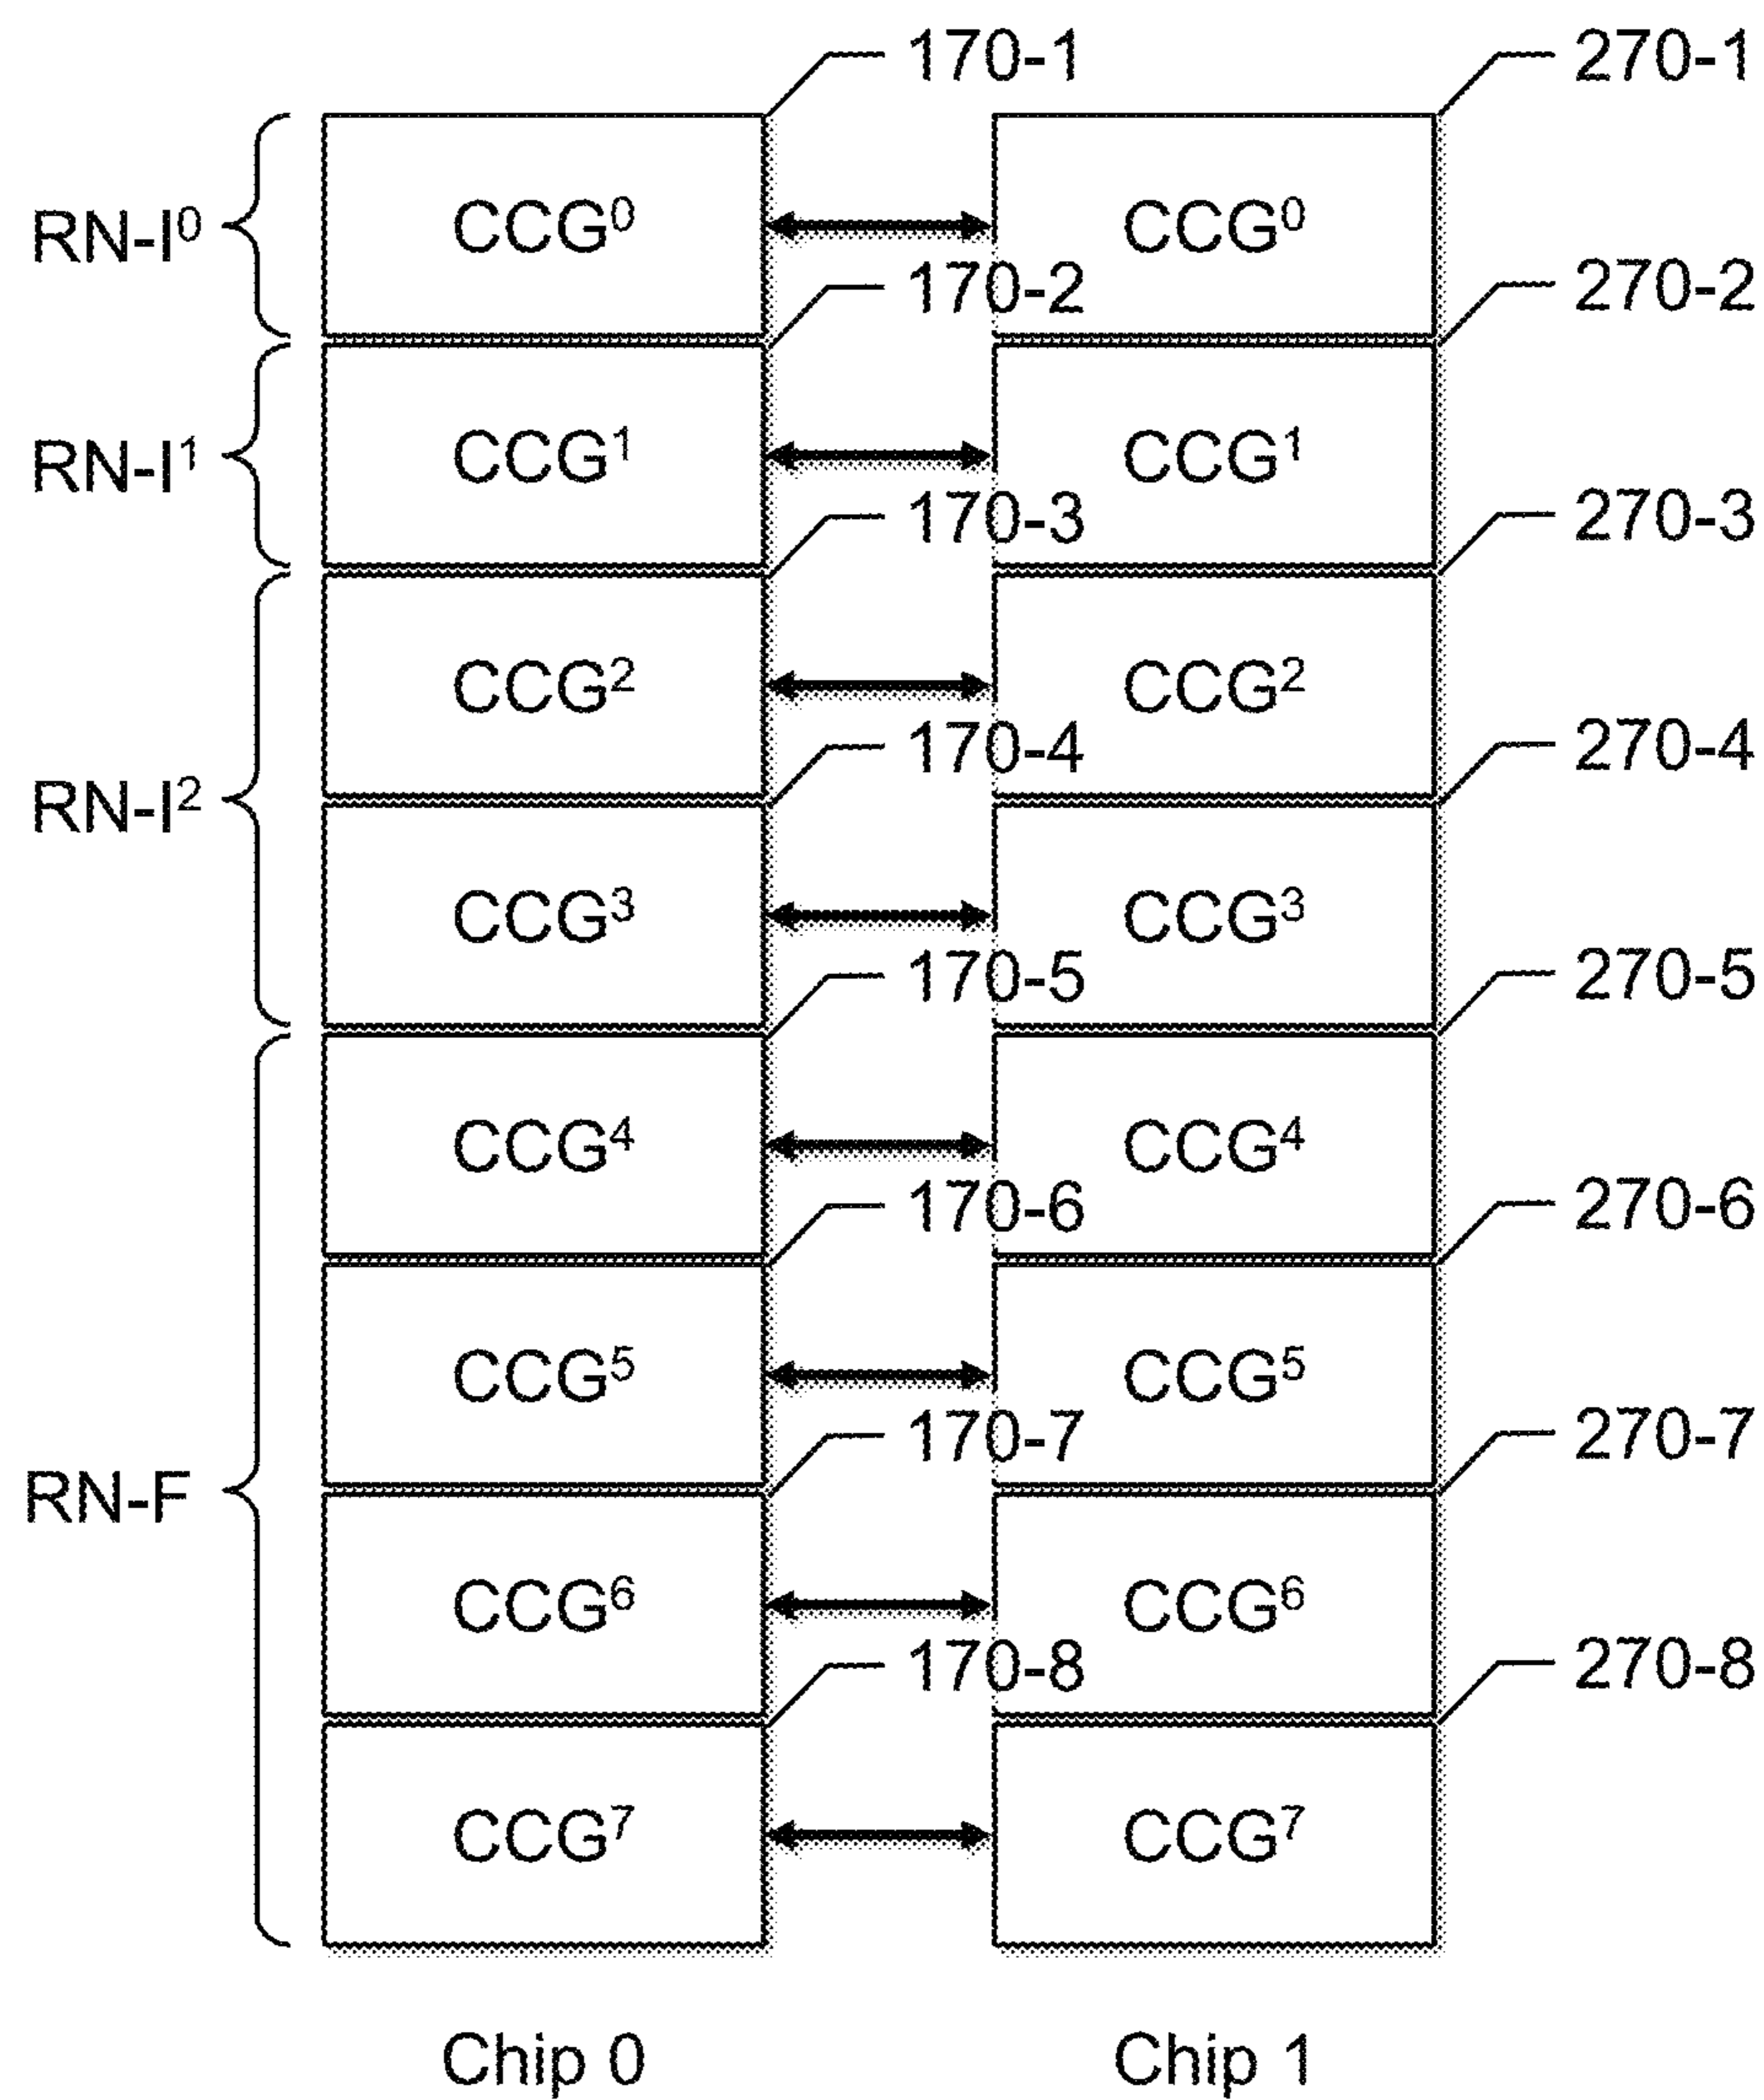 170-1 270-1
RN-I⁰ CCG⁰ CCG⁰
170-2 270-2
RN-I¹ CCG¹ CCG¹
170-3 270-3
CCG² CCG²
170-4 270-4
RN-I²
CCG³ CCG³
170-5 270-5
CCG⁴ CCG⁴
170-6 270-6
CCG⁵ CCG⁵
170-7 270-7
RN-F
CCG⁶ CCG⁶
170-8 270-8
CCG⁷ CCG⁷
Chip 0 Chip 1